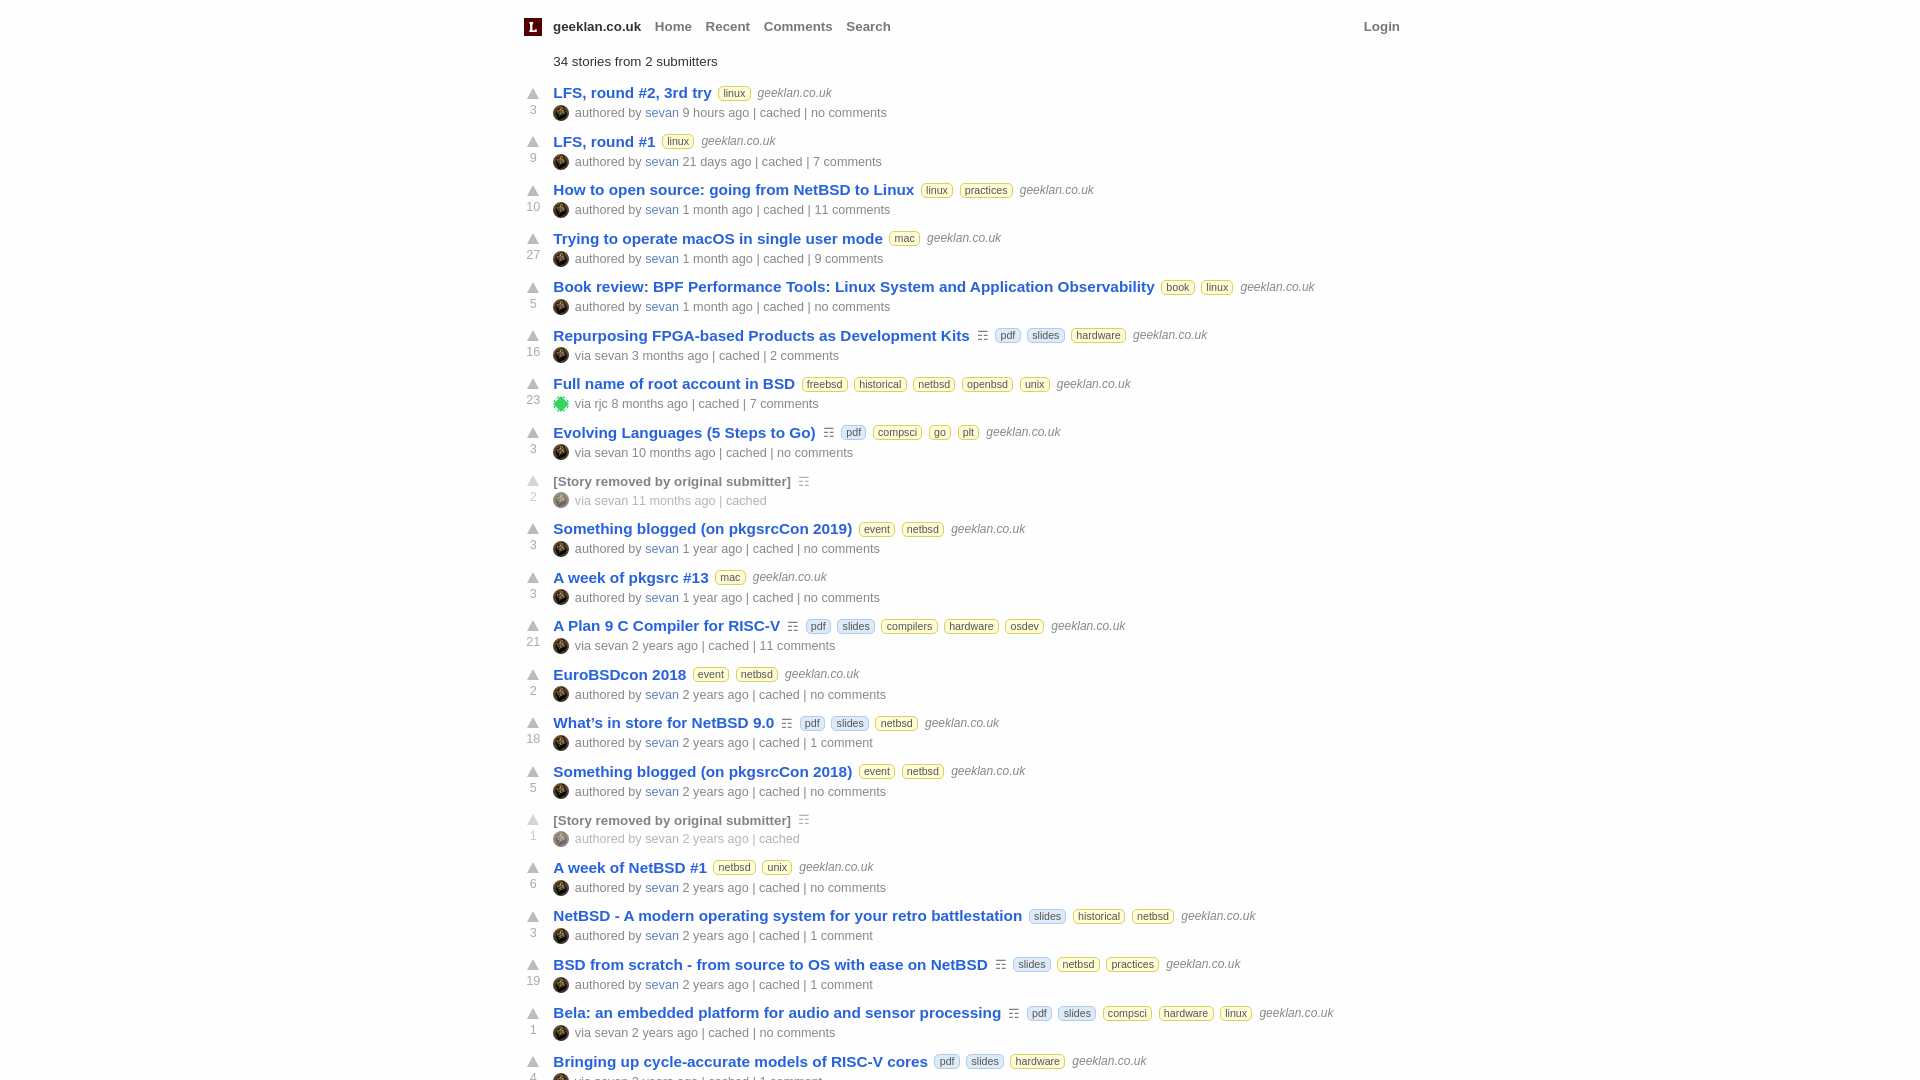 L geeklan.co.uk Home Recent Comments Search Login
34 stories from 2 submitters
LFS, round #2, 3rd try linux geeklan.co.uk
3
authored by sevan 9 hours ago | cached | no comments
LFS, round #1 linux geeklan.co.uk
9
authored by sevan 21 days ago | cached | 7 comments
How to open source: going from NetBSD to Linux linux practices geeklan.co.uk
10
authored by sevan 1 month ago | cached | 11 comments
Trying to operate macOS in single user mode mac geeklan.co.uk
27
authored by sevan 1 month ago | cached | 9 comments
Book review: BPF Performance Tools: Linux System and Application Observability book linux geeklan.co.uk
5
authored by sevan 1 month ago | cached | no comments
Repurposing FPGA-based Products as Development Kits ☶ pdf slides hardware geeklan.co.uk
16
via sevan 3 months ago | cached | 2 comments
Full name of root account in BSD freebsd historical netbsd openbsd unix geeklan.co.uk
23
via rjc 8 months ago | cached | 7 comments
Evolving Languages (5 Steps to Go) ☶ pdf compsci go plt geeklan.co.uk
3
via sevan 10 months ago | cached | no comments
[Story removed by original submitter] ☶
2
via sevan 11 months ago | cached
Something blogged (on pkgsrcCon 2019) event netbsd geeklan.co.uk
3
authored by sevan 1 year ago | cached | no comments
A week of pkgsrc #13 mac geeklan.co.uk
3
authored by sevan 1 year ago | cached | no comments
A Plan 9 C Compiler for RISC-V ☶ pdf slides compilers hardware osdev geeklan.co.uk
21
via sevan 2 years ago | cached | 11 comments
EuroBSDcon 2018 event netbsd geeklan.co.uk
2
authored by sevan 2 years ago | cached | no comments
What’s in store for NetBSD 9.0 ☶ pdf slides netbsd geeklan.co.uk
18
authored by sevan 2 years ago | cached | 1 comment
Something blogged (on pkgsrcCon 2018) event netbsd geeklan.co.uk
5
authored by sevan 2 years ago | cached | no comments
[Story removed by original submitter] ☶
1
authored by sevan 2 years ago | cached
A week of NetBSD #1 netbsd unix geeklan.co.uk
6
authored by sevan 2 years ago | cached | no comments
NetBSD - A modern operating system for your retro battlestation slides historical netbsd geeklan.co.uk
3
authored by sevan 2 years ago | cached | 1 comment
BSD from scratch - from source to OS with ease on NetBSD ☶ slides netbsd practices geeklan.co.uk
19
authored by sevan 2 years ago | cached | 1 comment
Bela: an embedded platform for audio and sensor processing ☶ pdf slides compsci hardware linux geeklan.co.uk
1
via sevan 2 years ago | cached | no comments
Bringing up cycle-accurate models of RISC-V cores pdf slides hardware geeklan.co.uk
4